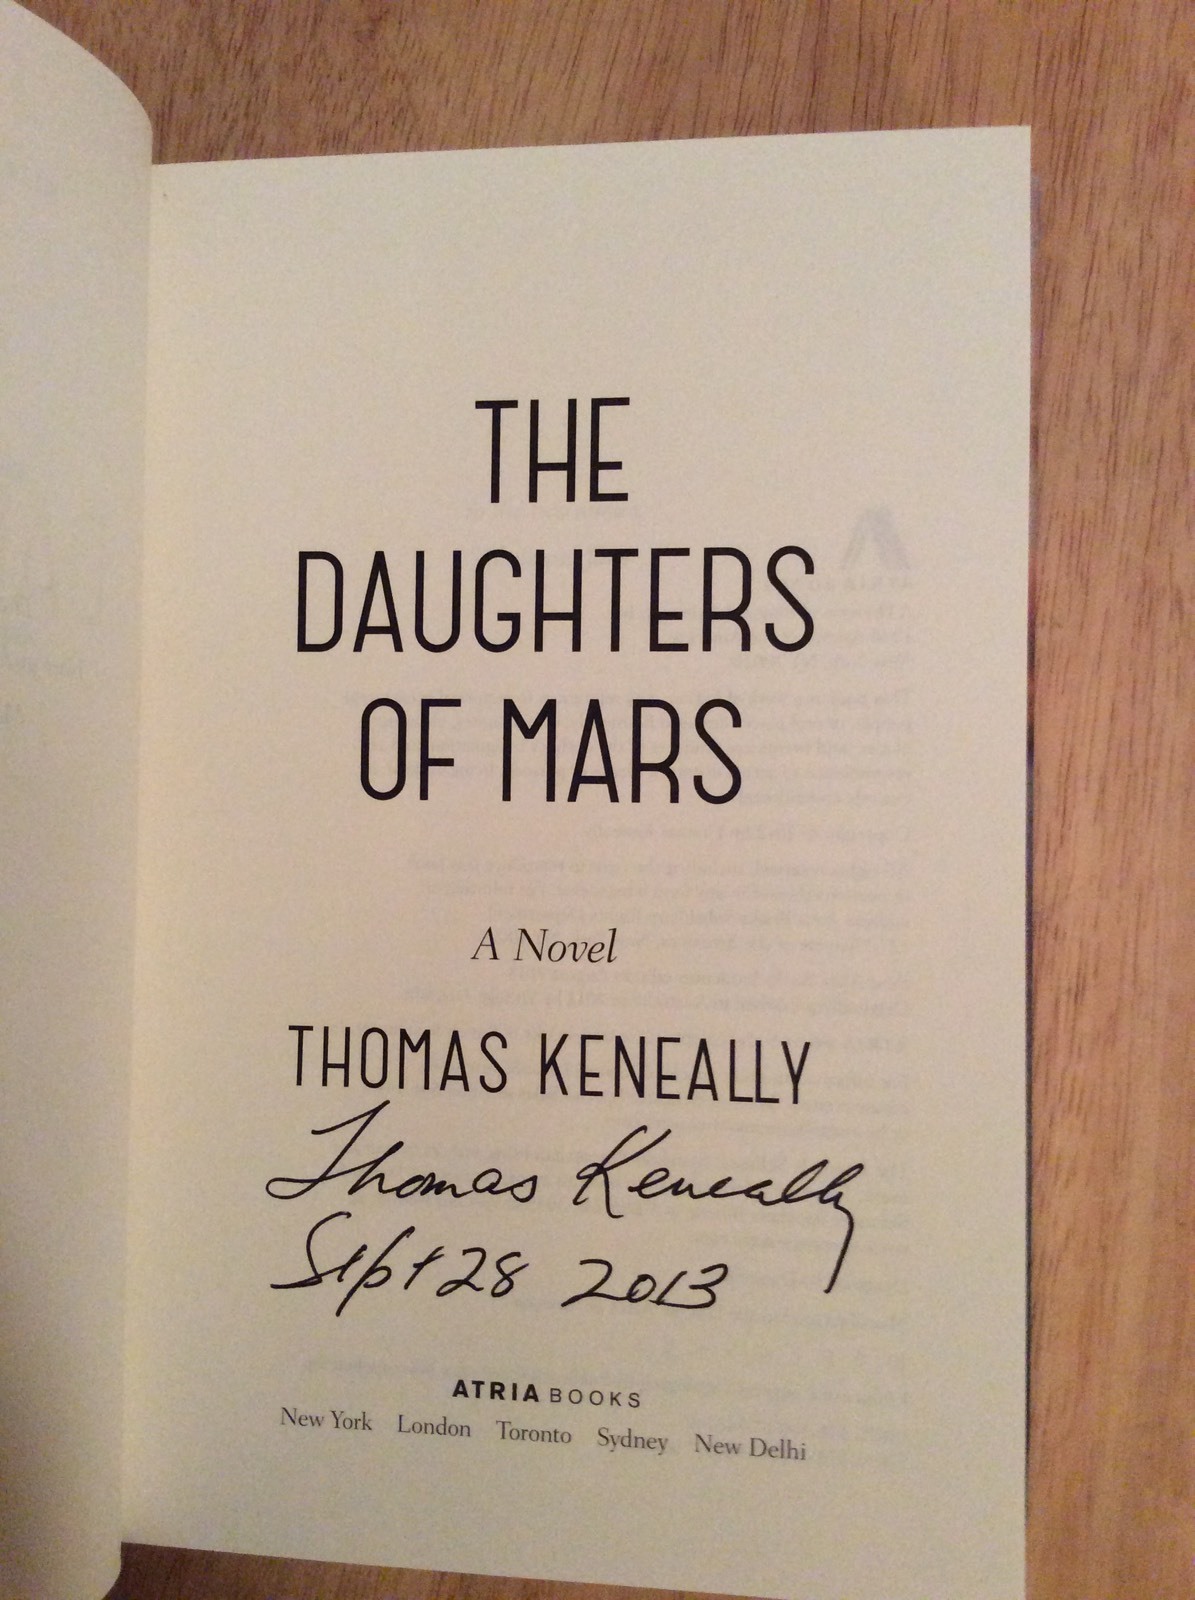 THE
DAUGHTERS
OF MARS
A Novel
THOMAS KENEALLY
Thomas Keneally
Sept 28 2013
ATRIA BOOKS
New York London Toronto Sydney New Delhi